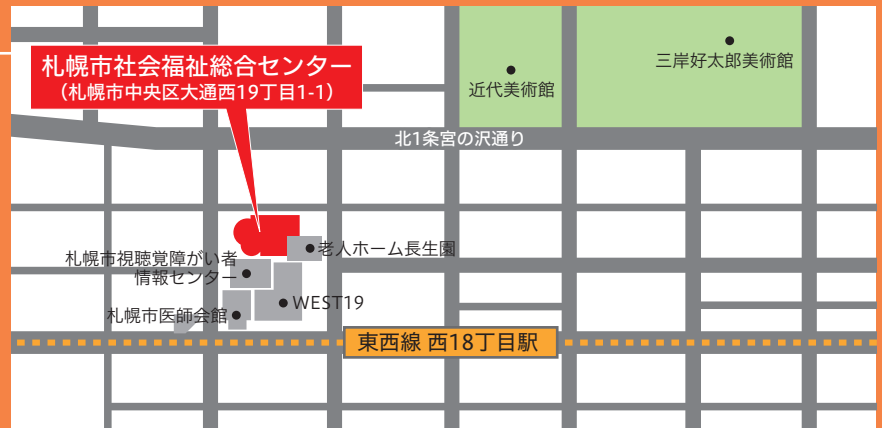 札幌市社会福祉総合センター
（札幌市中央区大通西19丁目1-1）
三岸好太郎美術館
近代美術館
北1条宮の沢通り
老人ホーム長生園
札幌市視聴覚障がい者
情報センター
WEST19
札幌市医師会館
東西線 西18丁目駅